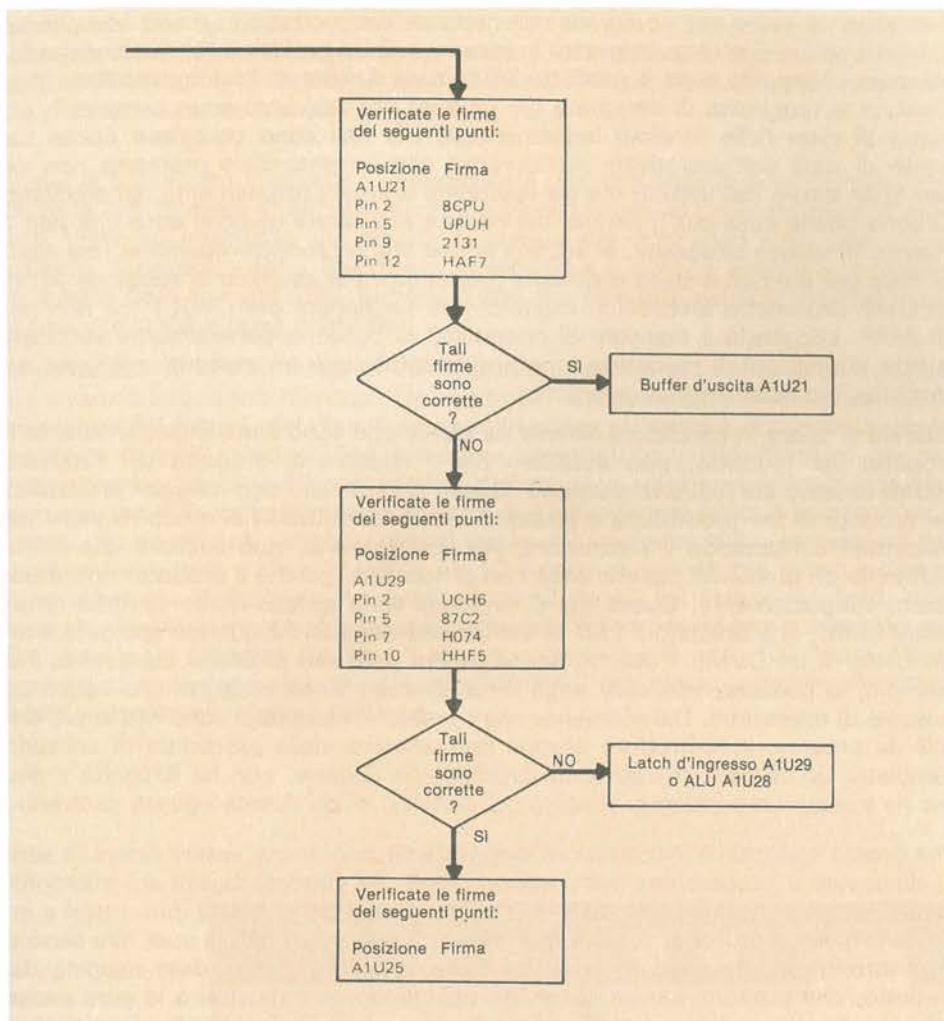 Verificate le firme
dei seguenti punti:
Posizione Firma
A1U21
Pin 2 8CPU
Pin 5 UPUH
Pin 9 2131
Pin 12 HAF7
Tali
firme
sono
corrette
?
SÌ
Buffer d'uscita A1U21
NO
Verificate le firme
dei seguenti punti:
Posizione Firma
A1U29
Pin 2 UCH6
Pin 5 87C2
Pin 7 H074
Pin 10 HHF5
Tali
firme
sono
corrette
?
NO
Latch d'ingresso A1U29
o ALU A1U28
Sì
Verificate le firme
dei seguenti punti:
Posizione Firma
A1U25